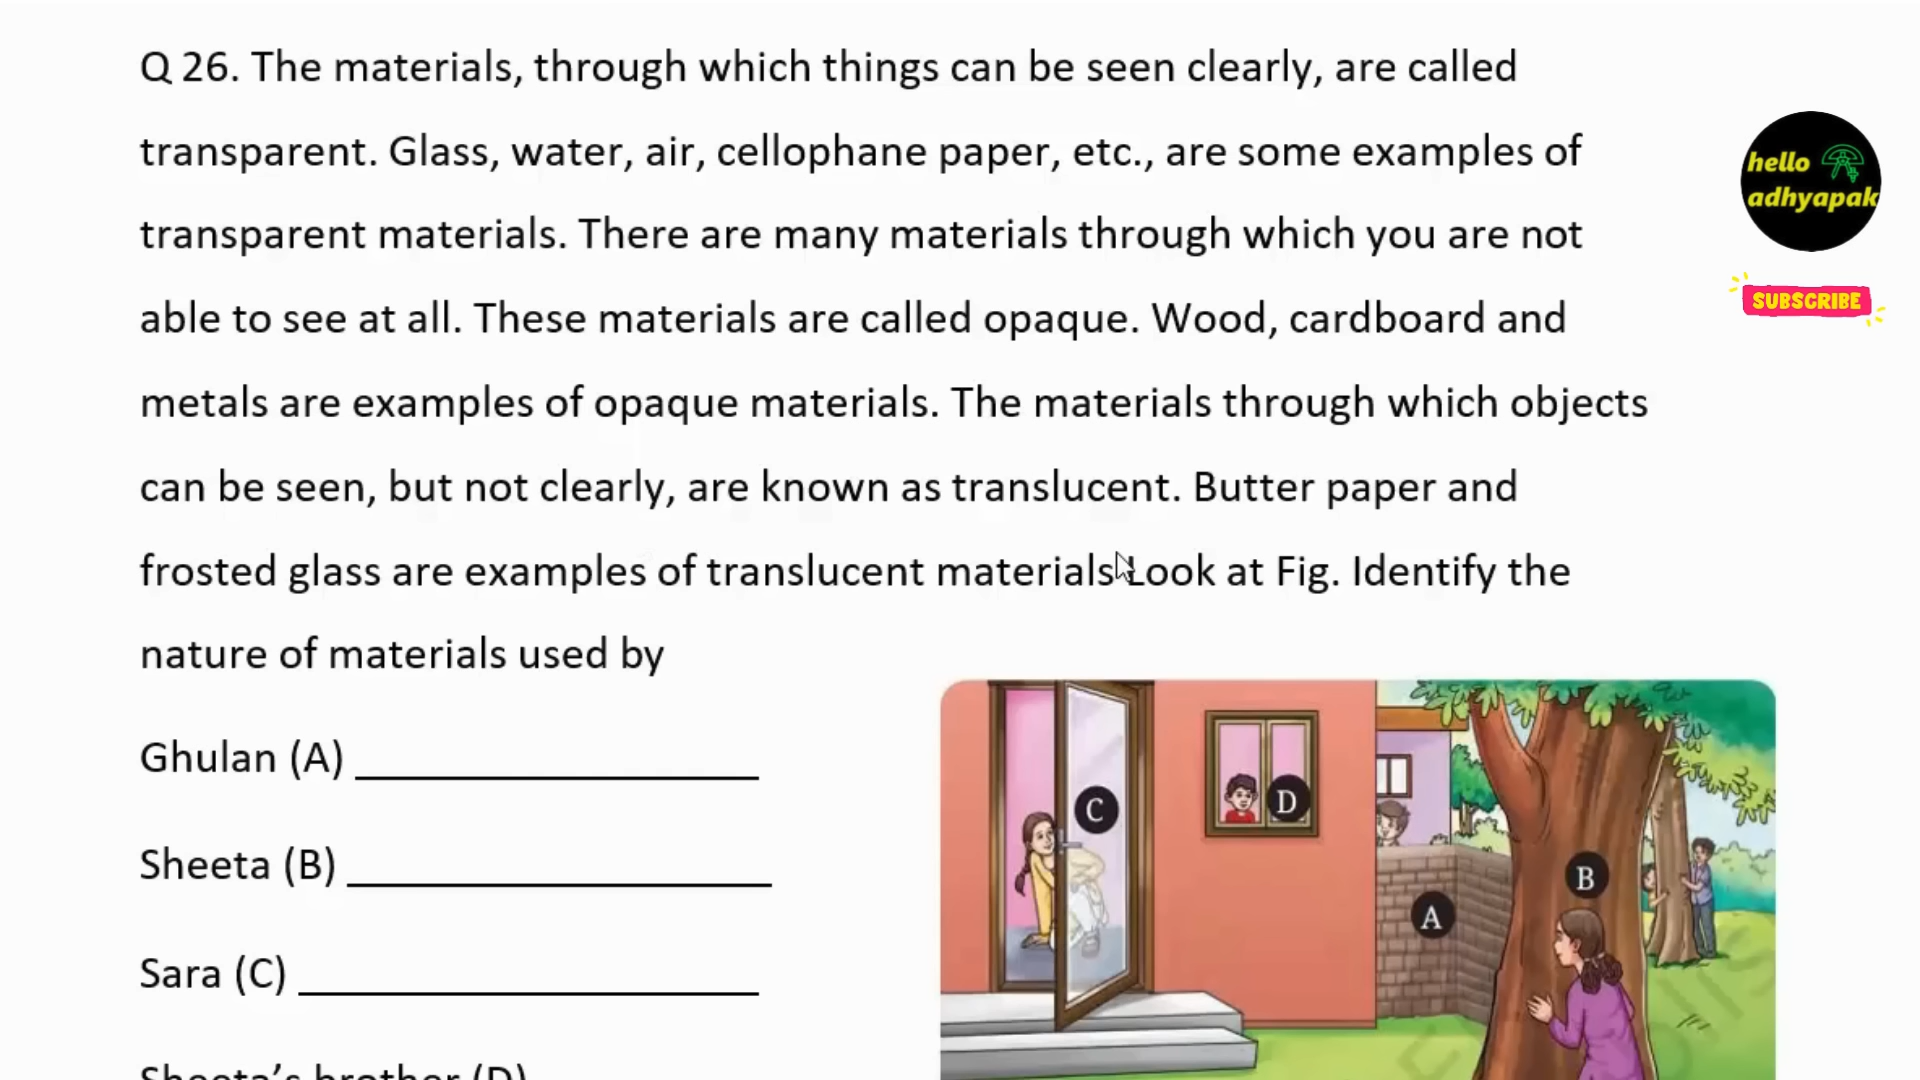 Q 26. The materials, through which things can be seen clearly, are called
transparent. Glass, water, air, cellophane paper, etc., are some examples of
transparent materials. There are many materials through which you are not
able to see at all. These materials are called opaque. Wood, cardboard and
metals are examples of opaque materials. The materials through which objects
can be seen, but not clearly, are known as translucent. Butter paper and
frosted glass are examples of translucent materials Look at Fig. Identify the
nature of materials used by
Ghulan (A)
Sheeta (B)
Sara (C)
Sheeta’s brother (D)
C
D
A
B
hello
adhyapak
SUBSCRIBE